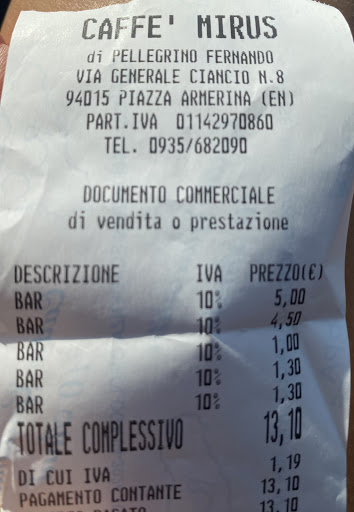 CAFFE' MIRUS
di PELLEGRINO FERNANDO
VIA GENERALE CIANCIO N.8
94015 PIAZZA ARMERINA (EN)
PART.IVA 01142970860
TEL. 0935/682090
DOCUMENTO COMMERCIALE
di vendita o prestazione
DESCRIZIONE IVA PREZZO(€)
BAR 10% 5,00
BAR 10% 4,50
BAR 10% 1,00
BAR 10% 1,30
BAR 10% 1,30
TOTALE COMPLESSIVO 13,10
DI CUI IVA 1,19
PAGAMENTO CONTANTE 13,10
13,10